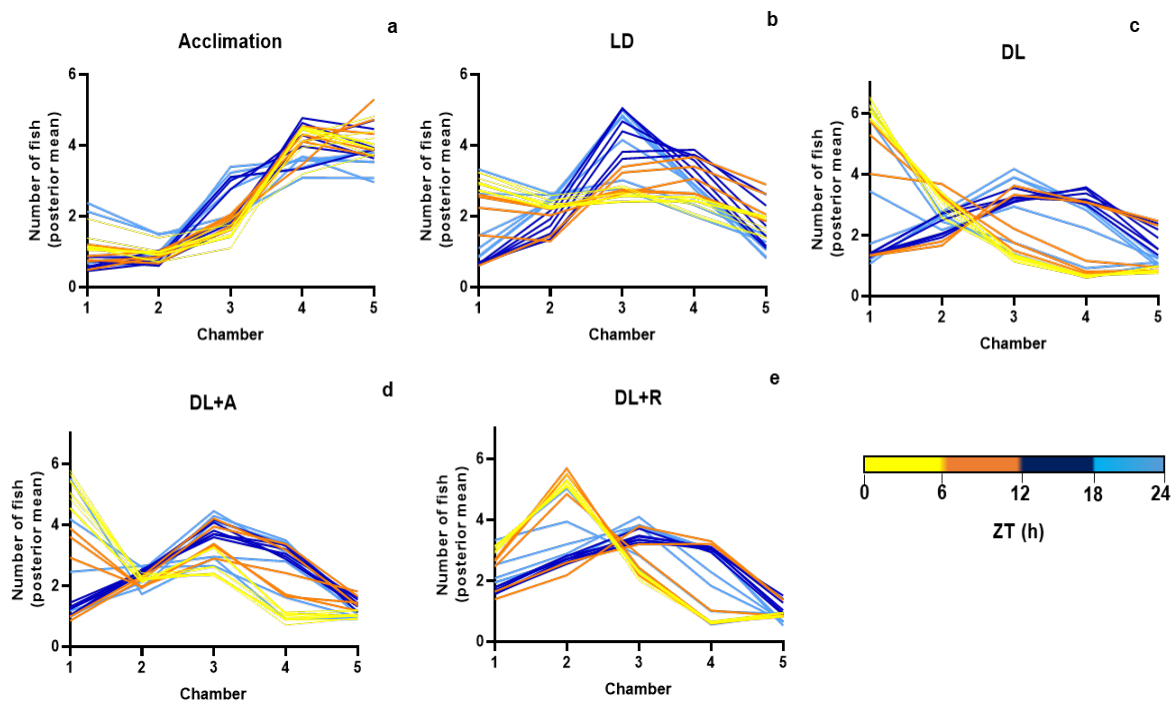 Acclimation
a
Number of fish
(posterior mean)
6
4
2
0
1 2 3 4 5
Chamber
LD
b
Number of fish
(posterior mean)
6
4
2
0
1 2 3 4 5
Chamber
DL
c
Number of fish
(posterior mean)
6
4
2
0
1 2 3 4 5
Chamber
DL+A
d
Number of fish
(posterior mean)
6
4
2
0
1 2 3 4 5
Chamber
DL+R
e
Number of fish
(posterior mean)
6
4
2
0
1 2 3 4 5
Chamber
0 6 12 18 24
ZT (h)